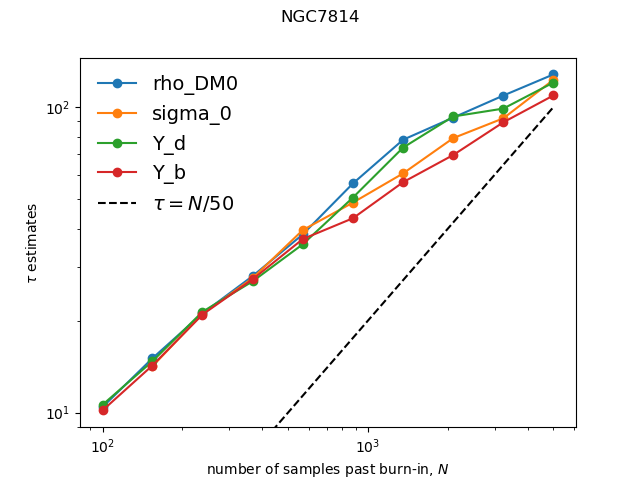 NGC7814
rho_DM0
sigma_0
Y_d
Y_b
τ = N/50
10²
10¹
τ estimates
10² 10³
number of samples past burn-in, N